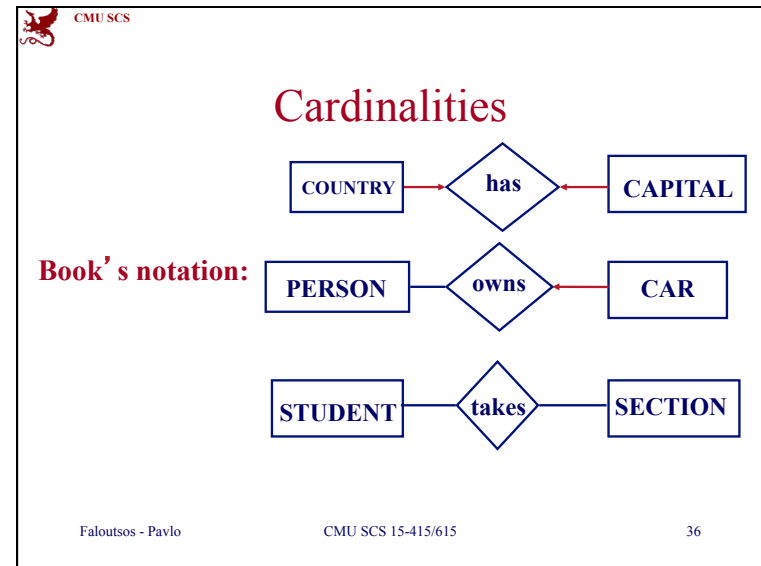 CMU SCS
Cardinalities
COUNTRY has CAPITAL
Book's notation:
PERSON owns CAR
STUDENT takes SECTION
Faloutsos - Pavlo CMU SCS 15-415/615 36